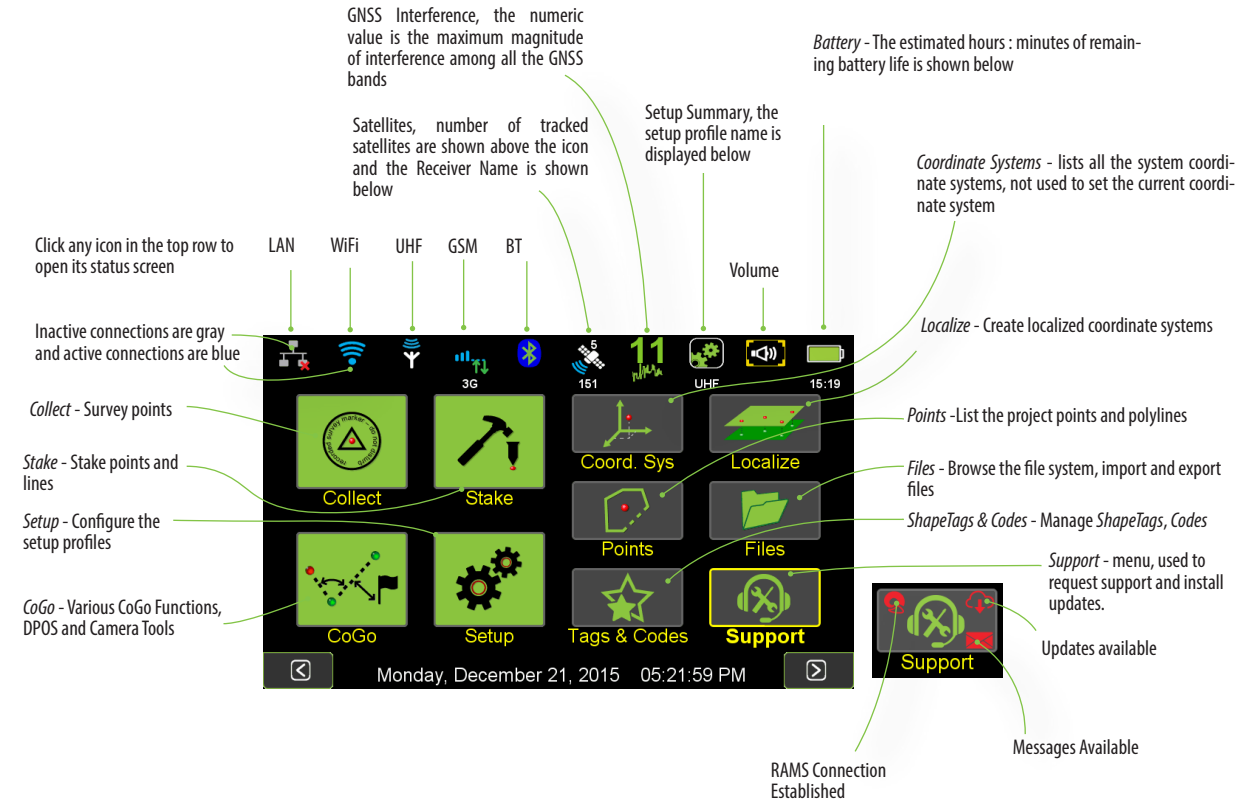 GNSS Interference, the numeric
value is the maximum magnitude
of interference among all the GNSS
bands
Battery - The estimated hours : minutes of remain-
ing battery life is shown below
Satellites, number of tracked
satellites are shown above the icon
and the Receiver Name is shown
below
Setup Summary, the
setup profile name is
displayed below
Coordinate Systems - lists all the system coordi-
nate systems, not used to set the current coordi-
nate system
Click any icon in the top row to
open its status screen
LAN
WiFi
UHF
GSM
BT
Volume
Inactive connections are gray
and active connections are blue
Localize - Create localized coordinate systems
Collect - Survey points
Stake - Stake points and
lines
Setup - Configure the
setup profiles
CoGo - Various CoGo Functions,
DPOS and Camera Tools
Points -List the project points and polylines
Files - Browse the file system, import and export
files
ShapeTags & Codes - Manage ShapeTags, Codes
Support - menu, used to
request support and install
updates.
5
11
3G
151
UHF
15:19
recorded survey marker – do not disturb
Collect
Stake
Coord. Sys
Localize
Points
Files
CoGo
Setup
Tags & Codes
Support
Monday, December 21, 2015 05:21:59 PM
Support
Updates available
Messages Available
RAMS Connection
Established